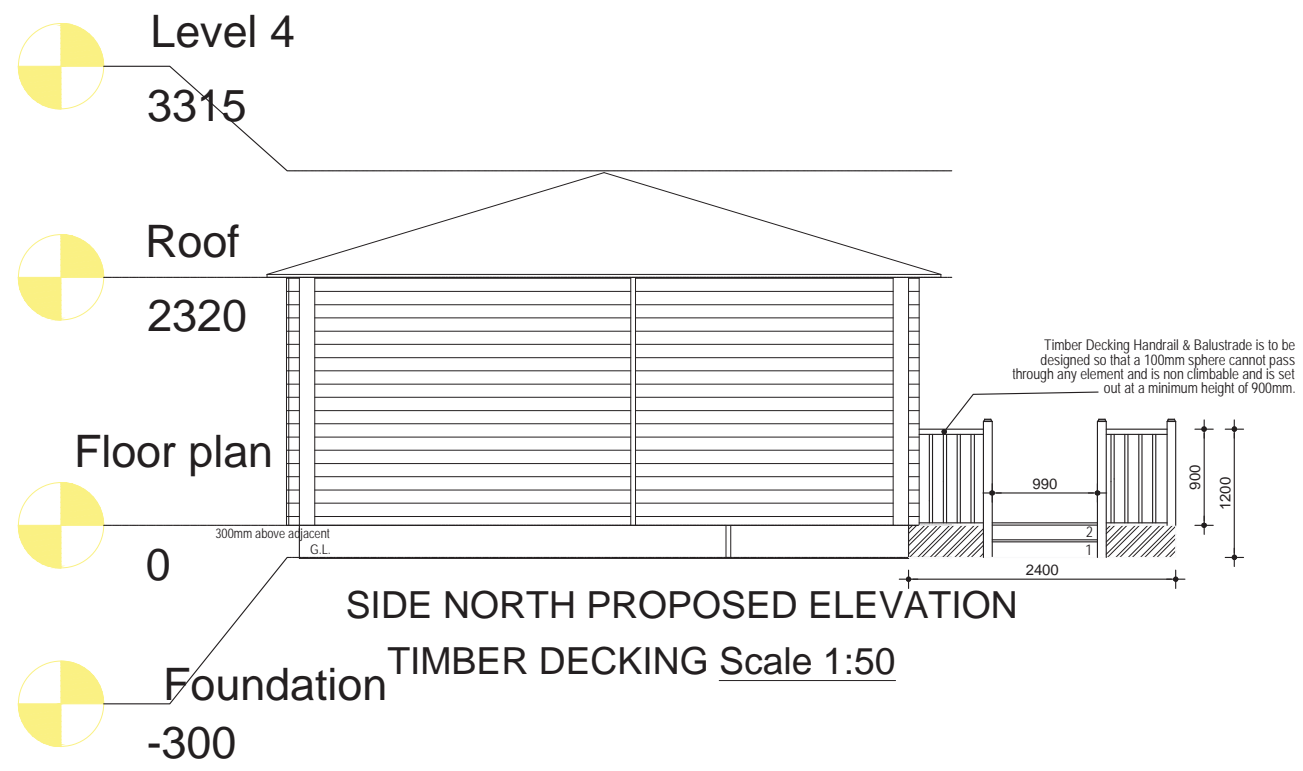 Level 4
3315
Roof
2320
Timber Decking Handrail & Balustrade is to be
designed so that a 100mm sphere cannot pass
through any element and is non climbable and is set
out at a minimum height of 900mm.
Floor plan
990
900
1200
300mm above adjacent
G.L.
2
1
0
2400
SIDE NORTH PROPOSED ELEVATION
TIMBER DECKING Scale 1:50
Foundation
-300